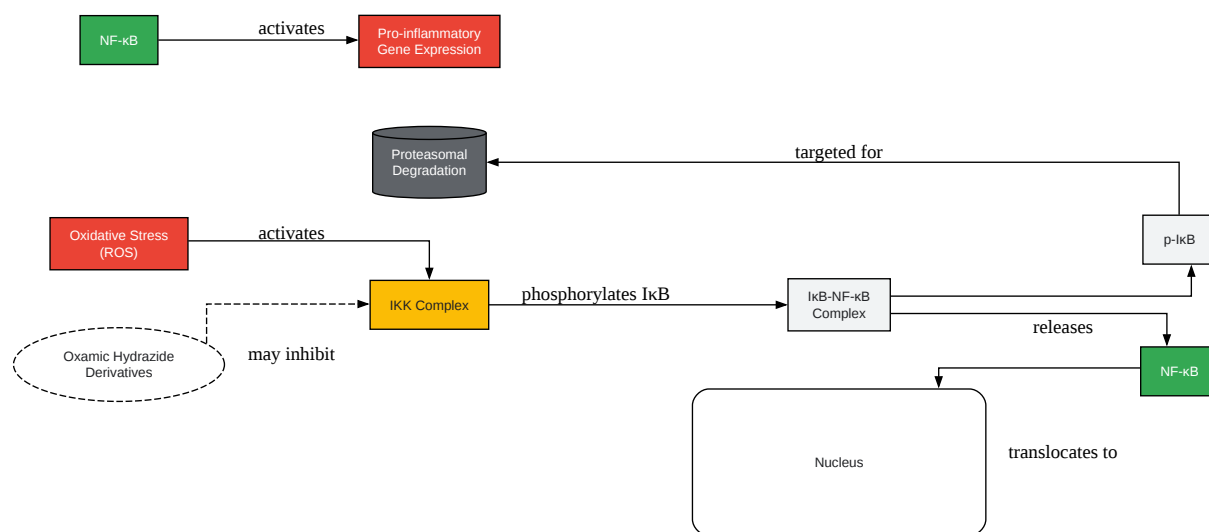 NF-κB
activates
Pro-inflammatory
Gene Expression
Proteasomal
Degradation
targeted for
Oxidative Stress
(ROS)
activates
p-IκB
IKK Complex
phosphorylates IκB
IκB-NF-κB
Complex
releases
Oxamic Hydrazide
Derivatives
may inhibit
NF-κB
Nucleus
translocates to